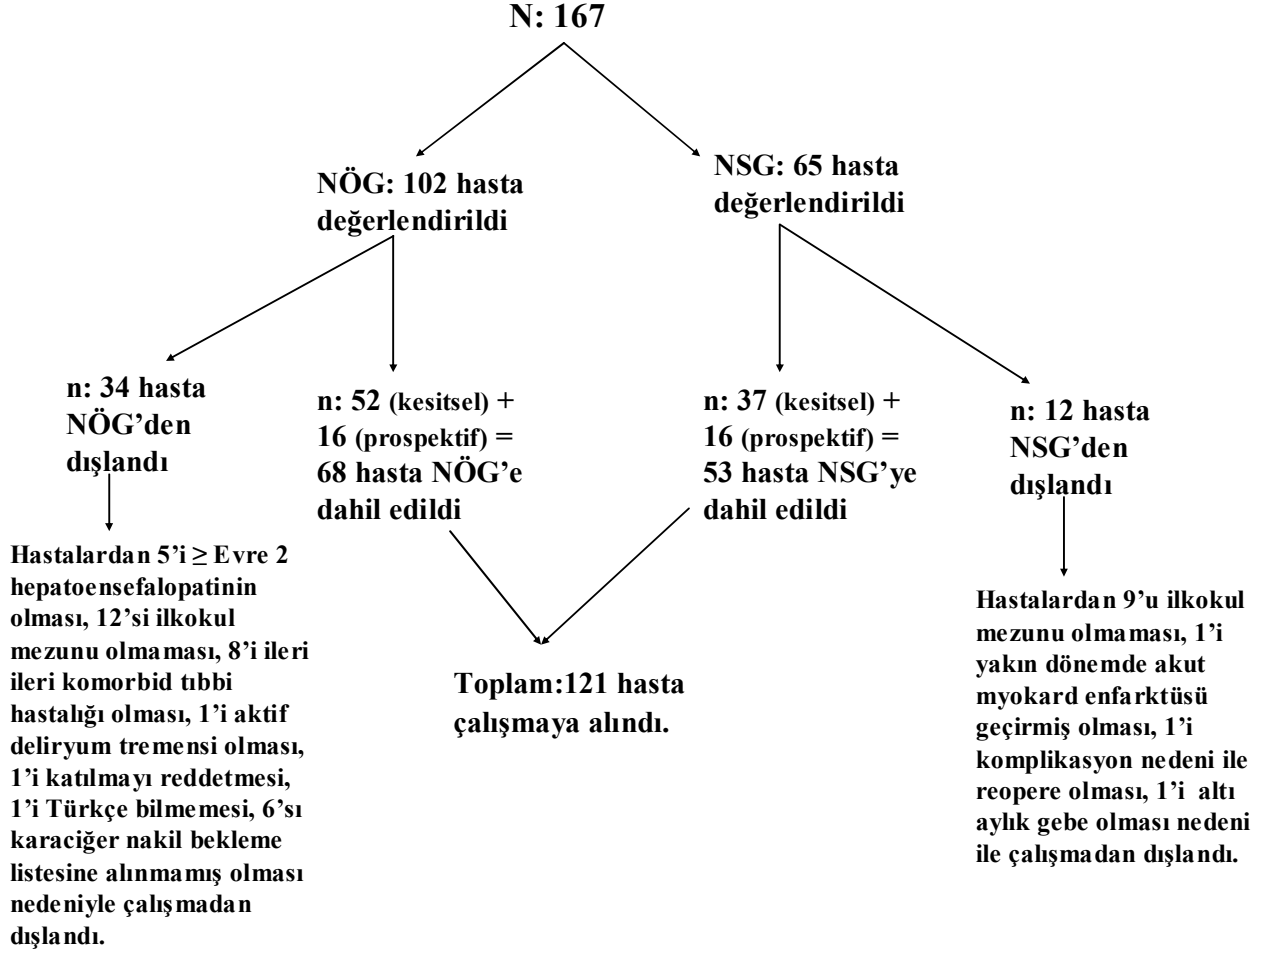 N: 167
NÖG: 102 hasta
değerlendirildi
NSG: 65 hasta
değerlendirildi
n: 34 hasta
NÖG’den
dışlandı
n: 52 (kesitsel) +
16 (prospektif) =
68 hasta NÖG’e
dahil edildi
n: 37 (kesitsel) +
16 (prospektif) =
53 hasta NSG’ye
dahil edildi
n: 12 hasta
NSG’den
dışlandı
Hastalardan 5’i ≥ Evre 2
hepatoensefalopatinin
olması, 12’si ilkokul
mezunu olmaması, 8’i ileri
ileri komorbid tıbbi
hastalığı olması, 1’i aktif
deliryum tremensi olması,
1’i katılmayı reddetmesi,
1’i Türkçe bilmemesi, 6’sı
karaciğer nakil bekleme
listesine alınmamış olması
nedeniyle çalışmadan
dışlandı.
Toplam:121 hasta
çalışmaya alındı.
Hastalardan 9’u ilkokul
mezunu olmaması, 1’i
yakın dönemde akut
myokard enfarktüsü
geçirmiş olması, 1’i
komplikasyon nedeni ile
reopere olması, 1’i altı
aylık gebe olması nedeni
ile çalışmadan dışlandı.